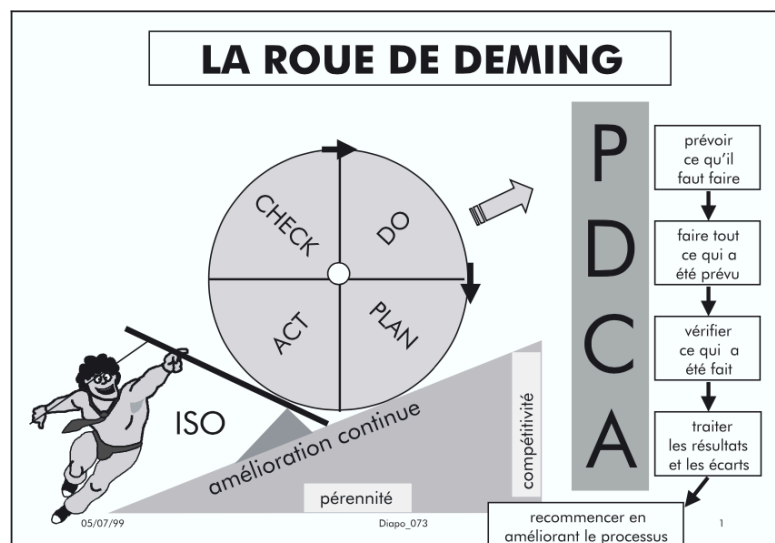 LA ROUE DE DEMING
CHECK
DO
ACT
PLAN
ISO
amélioration continue
pérennité
compétitivité
P
D
C
A
prévoir
ce qu'il
faut faire
faire tout
ce qui a
été prévu
vérifier
ce qui a
été fait
traiter
les résultats
et les écarts
recommencer en
améliorant le processus
05/07/99
Diapo_073
1